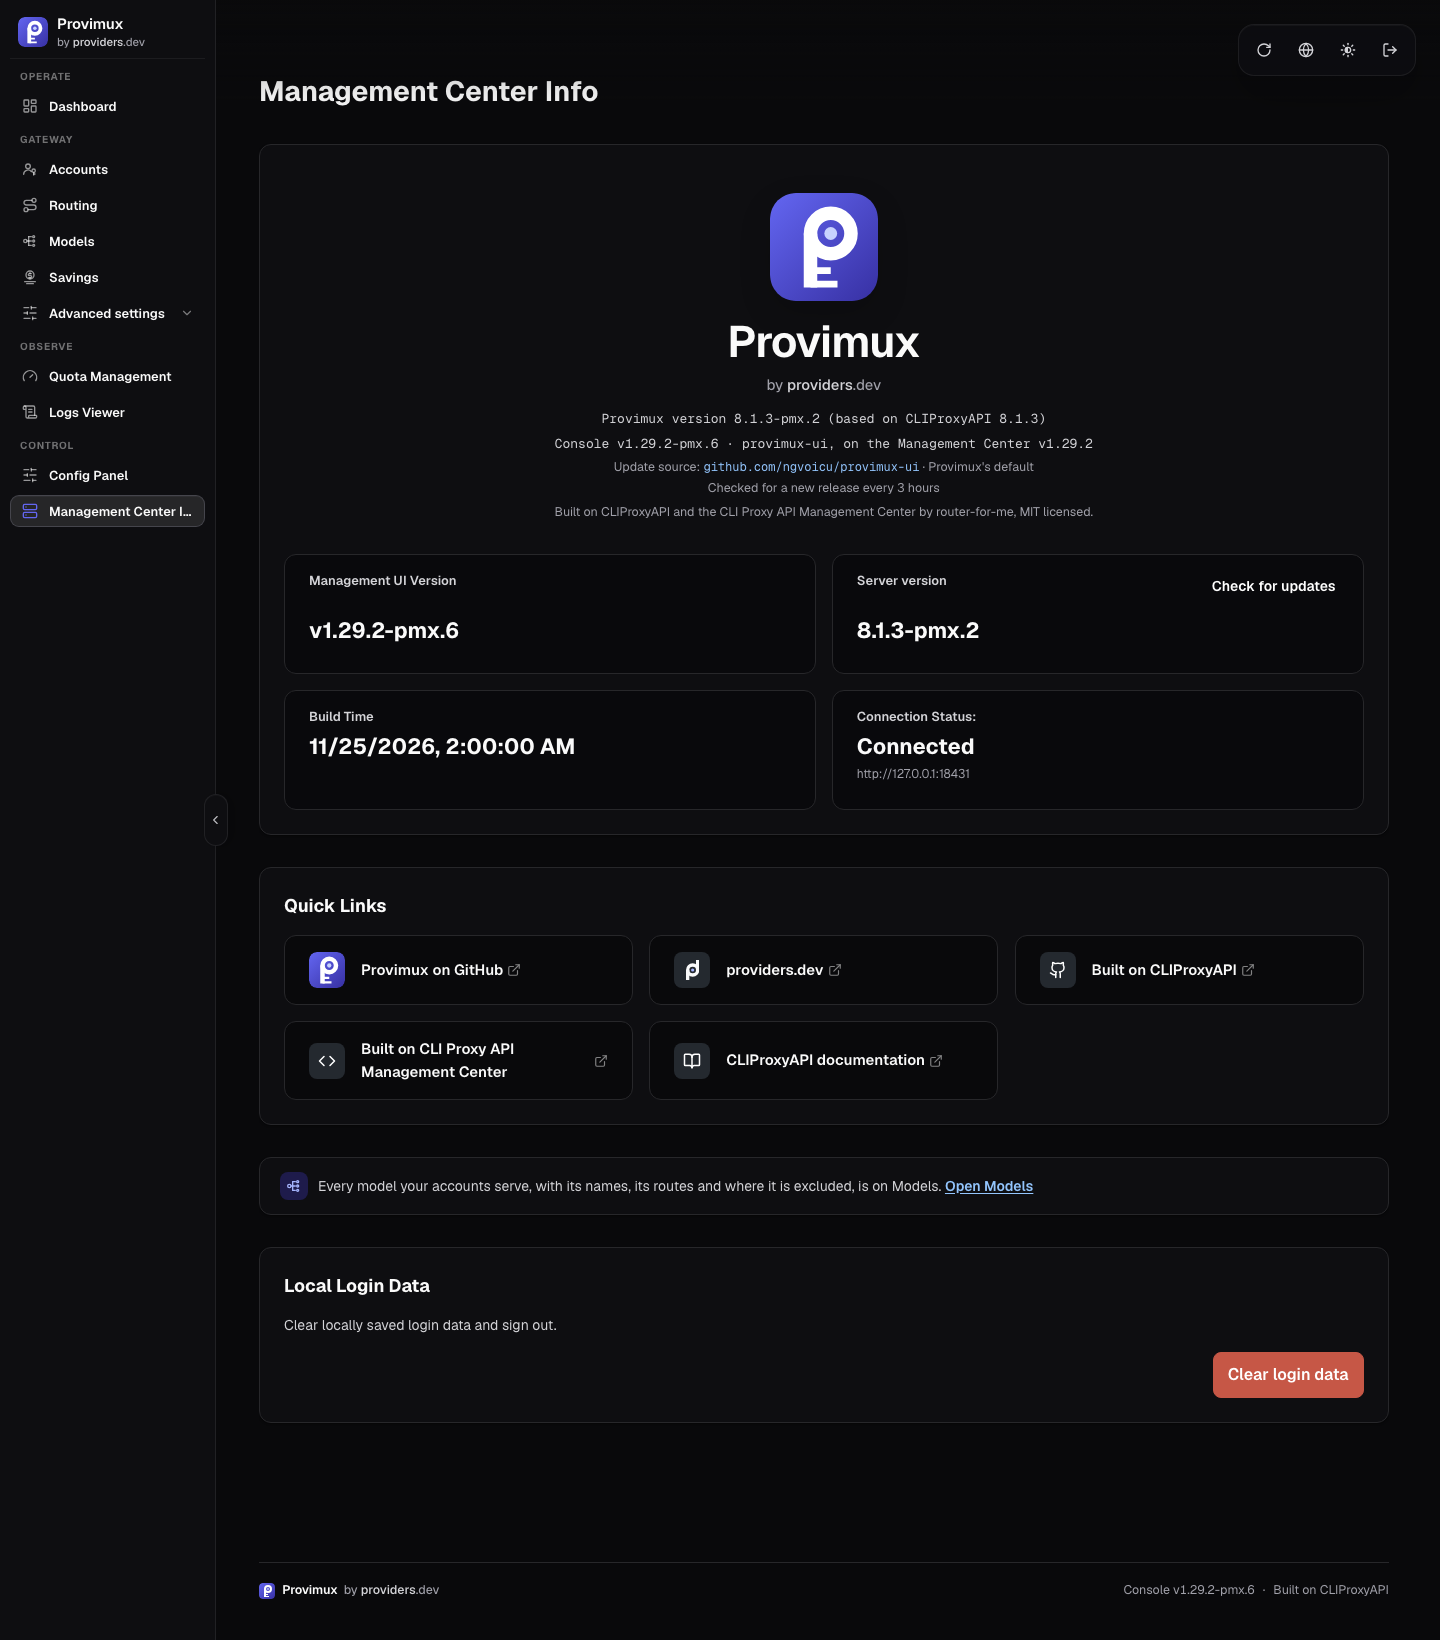 Provimux
by providers.dev
OPERATE
Dashboard
GATEWAY
Accounts
Routing
Models
Savings
Advanced settings
OBSERVE
Quota Management
Logs Viewer
CONTROL
Config Panel
Management Center I...
Management Center Info
Provimux
by providers.dev
Provimux version 8.1.3-pmx.2 (based on CLIProxyAPI 8.1.3)
Console v1.29.2-pmx.6 · provimux-ui, on the Management Center v1.29.2
Update source: github.com/ngvoicu/provimux-ui · Provimux's default
Checked for a new release every 3 hours
Built on CLIProxyAPI and the CLI Proxy API Management Center by router-for-me, MIT licensed.
Management UI Version
v1.29.2-pmx.6
Server version
Check for updates
8.1.3-pmx.2
Build Time
11/25/2026, 2:00:00 AM
Connection Status:
Connected
http://127.0.0.1:18431
Quick Links
Provimux on GitHub
providers.dev
Built on CLIProxyAPI
Built on CLI Proxy API
Management Center
CLIProxyAPI documentation
Every model your accounts serve, with its names, its routes and where it is excluded, is on Models. Open Models
Local Login Data
Clear locally saved login data and sign out.
Clear login data
Provimux by providers.dev
Console v1.29.2-pmx.6 · Built on CLIProxyAPI